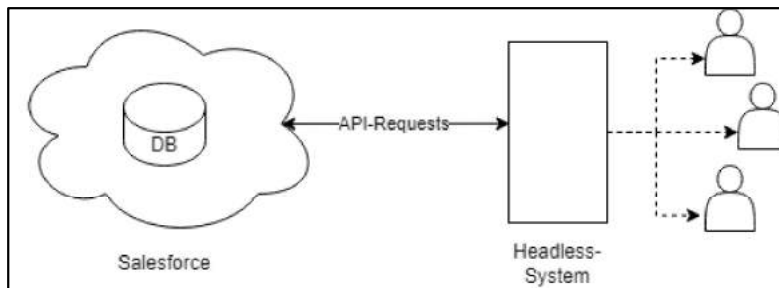 DB
API-Requests
Salesforce
Headless-
System